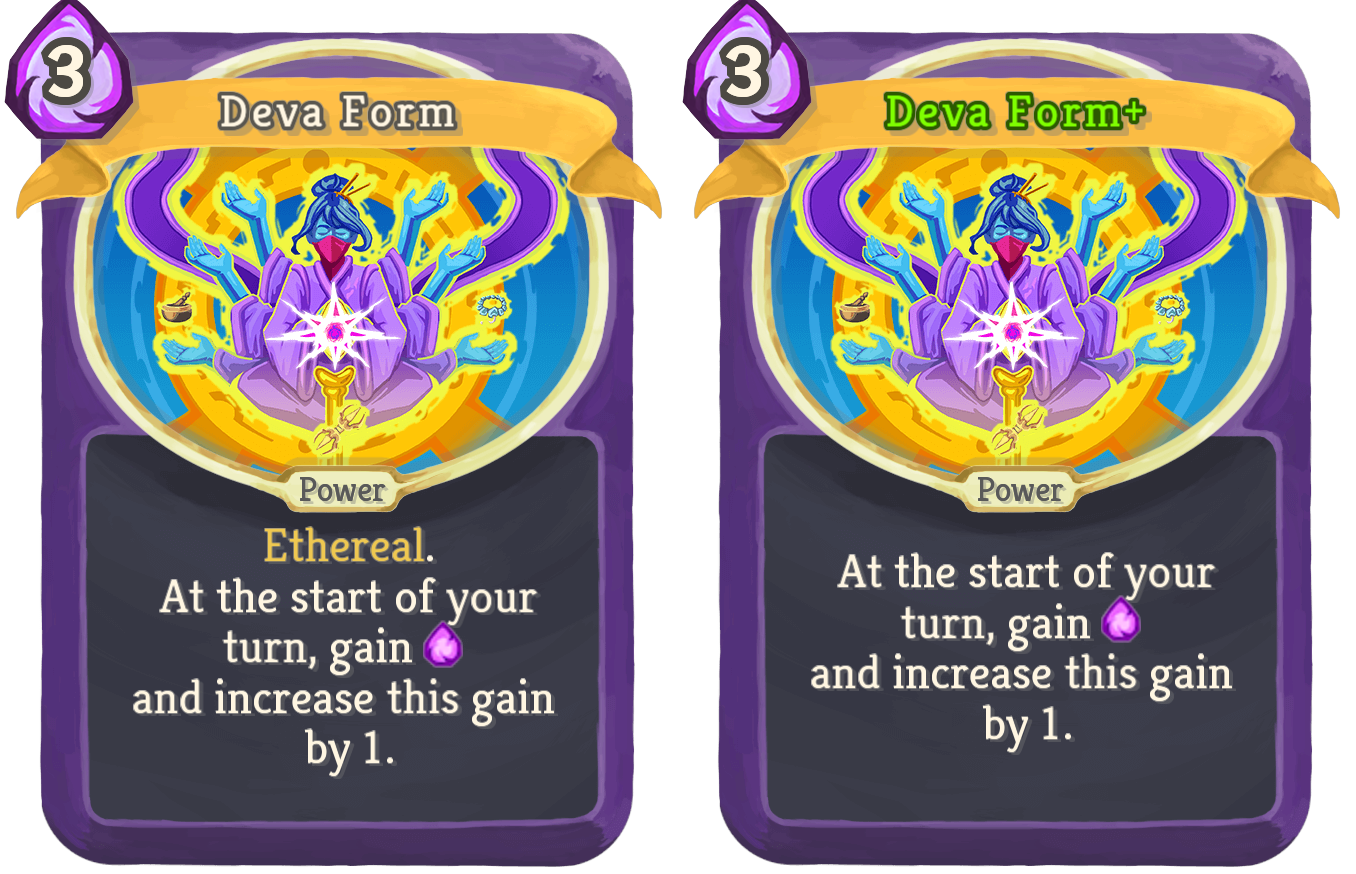 3
Deva Form
Power
Ethereal.
At the start of your
turn, gain
and increase this gain
by 1.
3
Deva Form+
Power
At the start of your
turn, gain
and increase this gain
by 1.